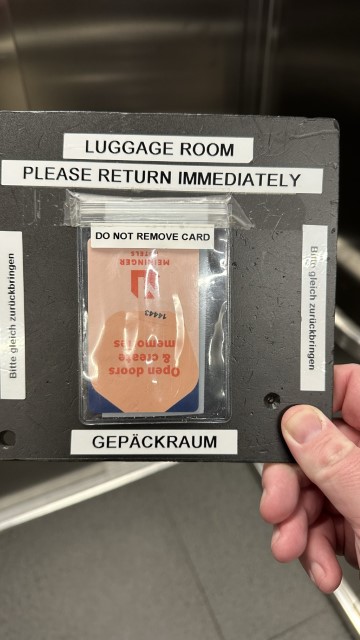 LUGGAGE ROOM
PLEASE RETURN IMMEDIATELY
DO NOT REMOVE CARD
Bitte gleich zurückbringen
MEININGER
HOTELS
14443
Open doors
& create
memories
Bitte gleich zurückbringen
GEPÄCKRAUM